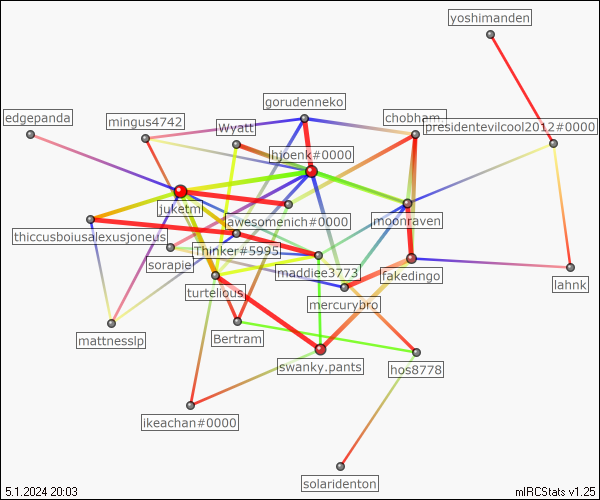 yoshimanden
gorudenneko
edgepanda
mingus4742
chobham
Wyatt
presidentevilcool2012#0000
hjoenk#0000
juketm
awesomenich#0000
moonraven
thiccusboiusalexusjoneus
Thinker#5995
sorapie
maddiee3773
fakedingo
lahnk
turtelious
mercurybro
mattnesslp
Bertram
swanky.pants
hos8778
ikeachan#0000
solaridenton
5.1.2024 20:03
mIRCStats v1.25